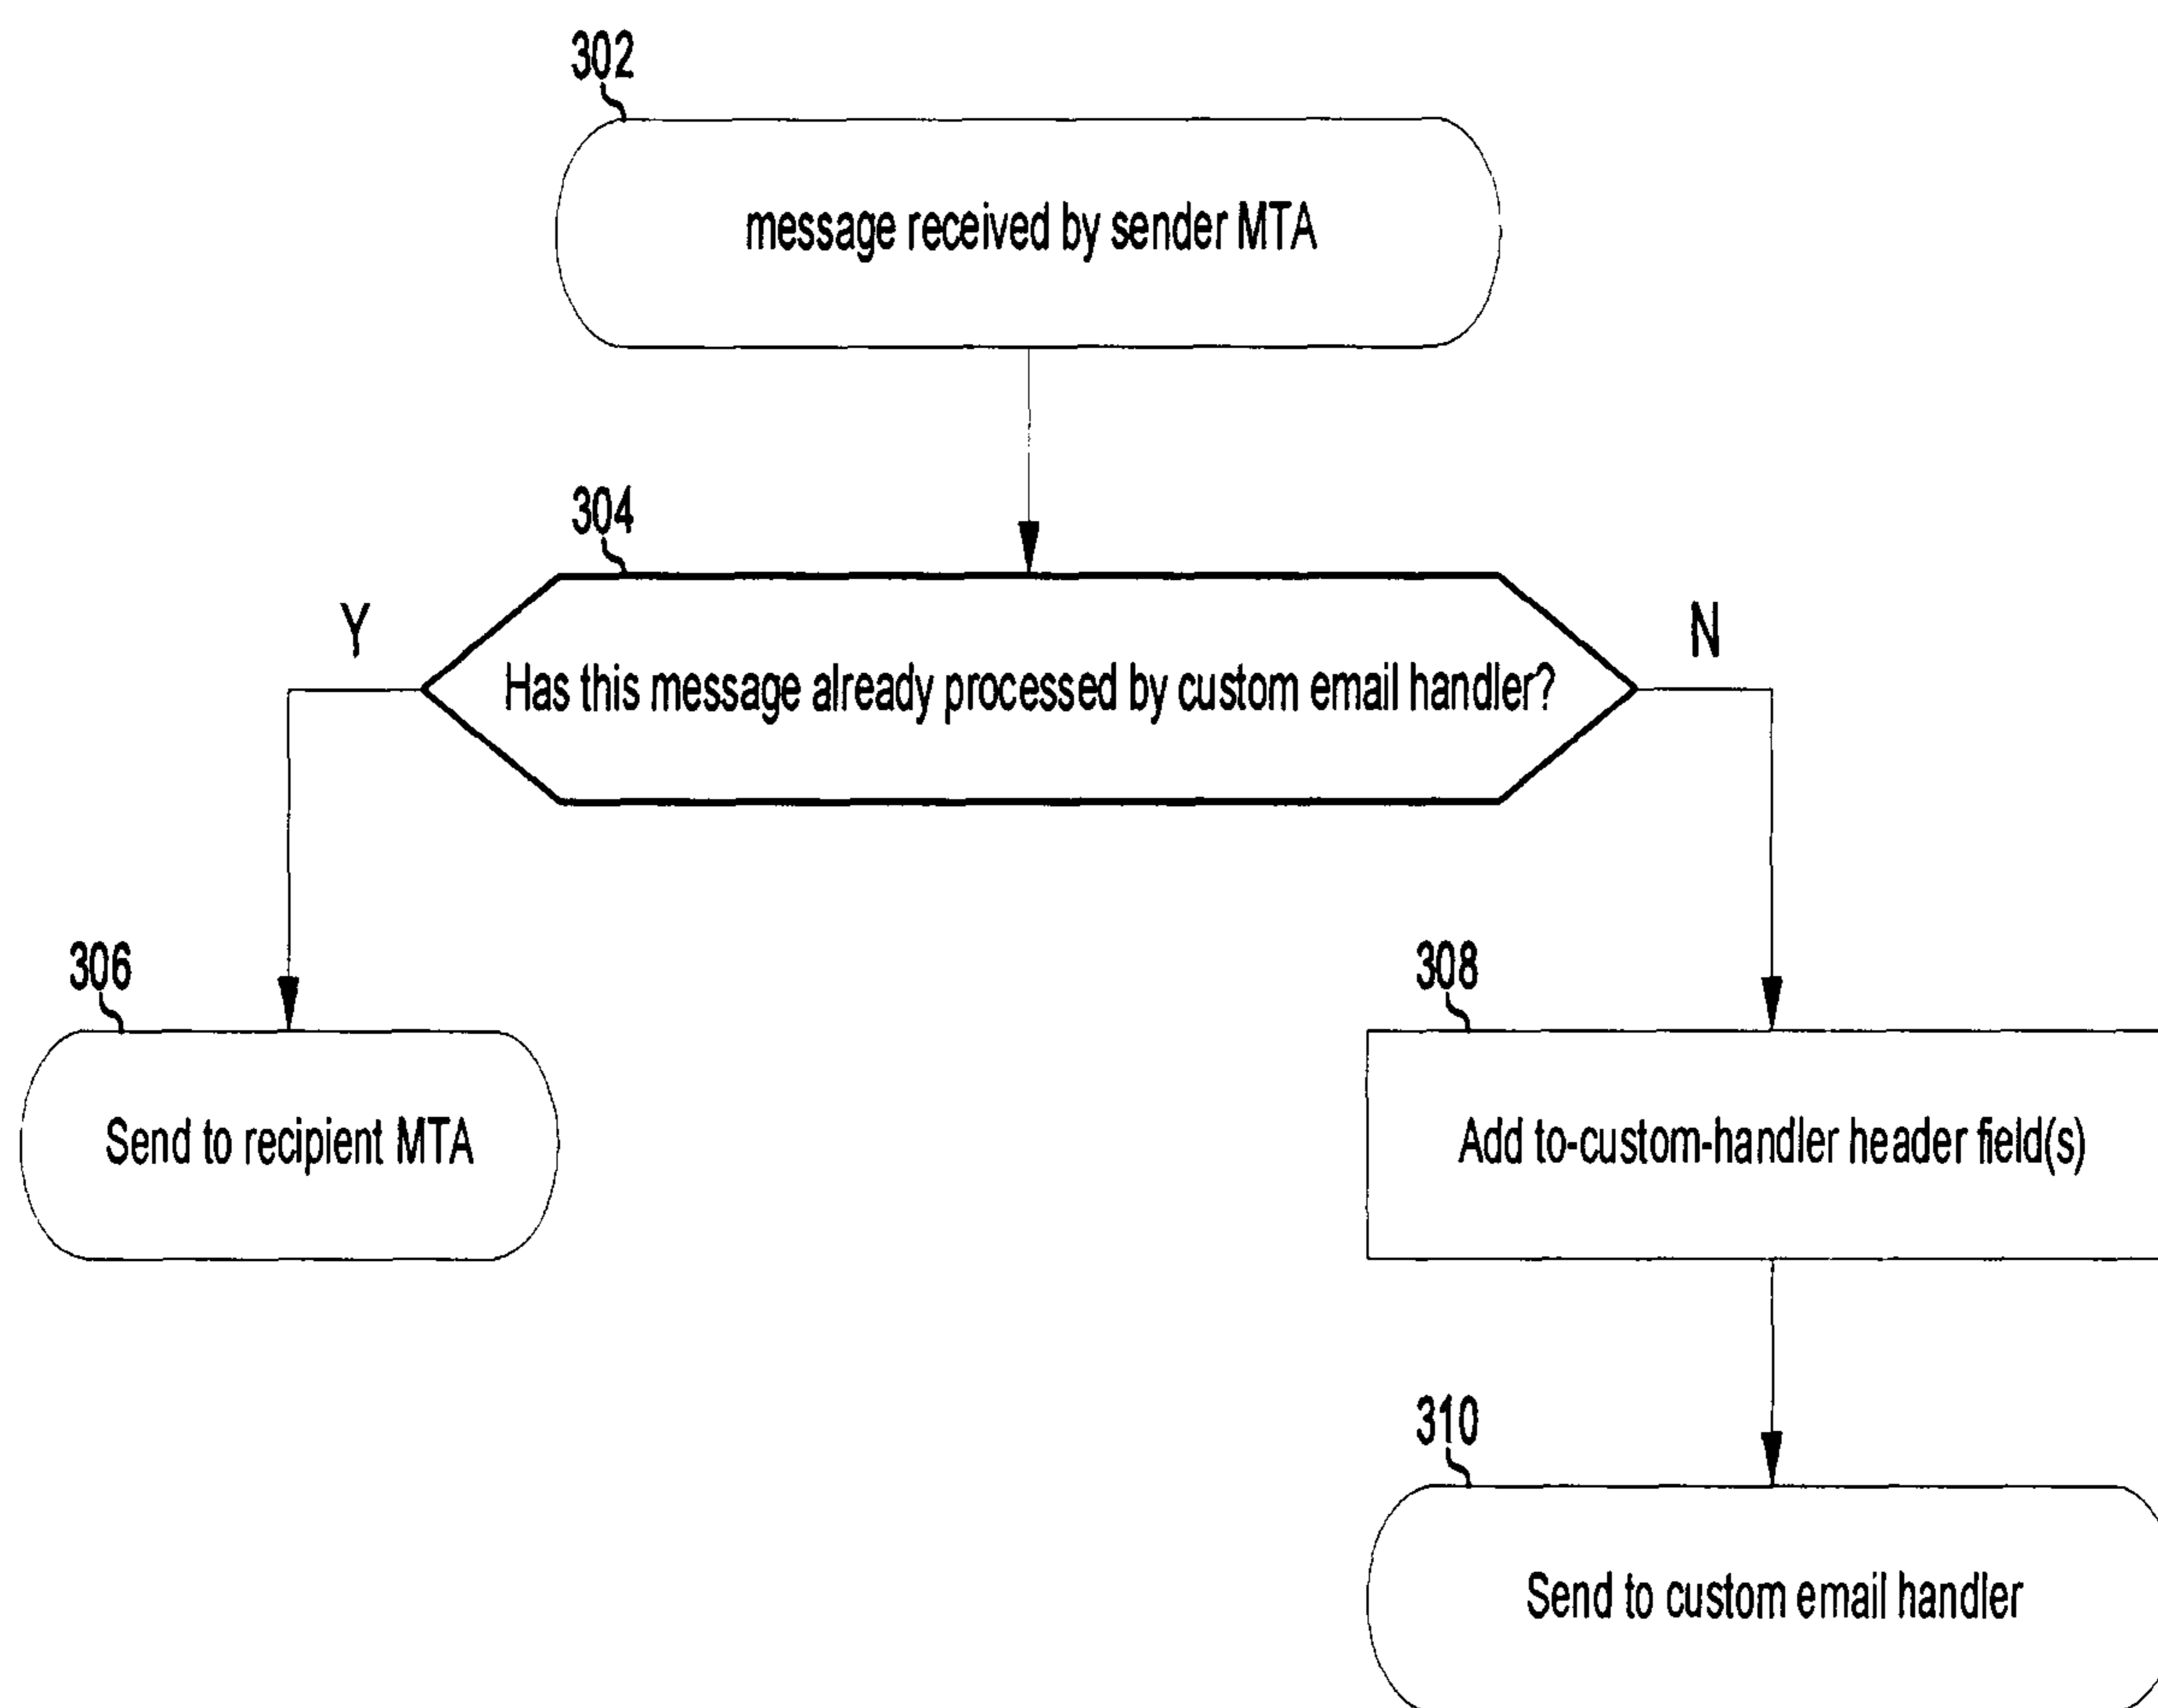 302
message received by sender MTA
304
Y
N
Has this message already processed by custom email handler?
306
308
Send to recipient MTA
Add to-custom-handler header field(s)
310
Send to custom email handler